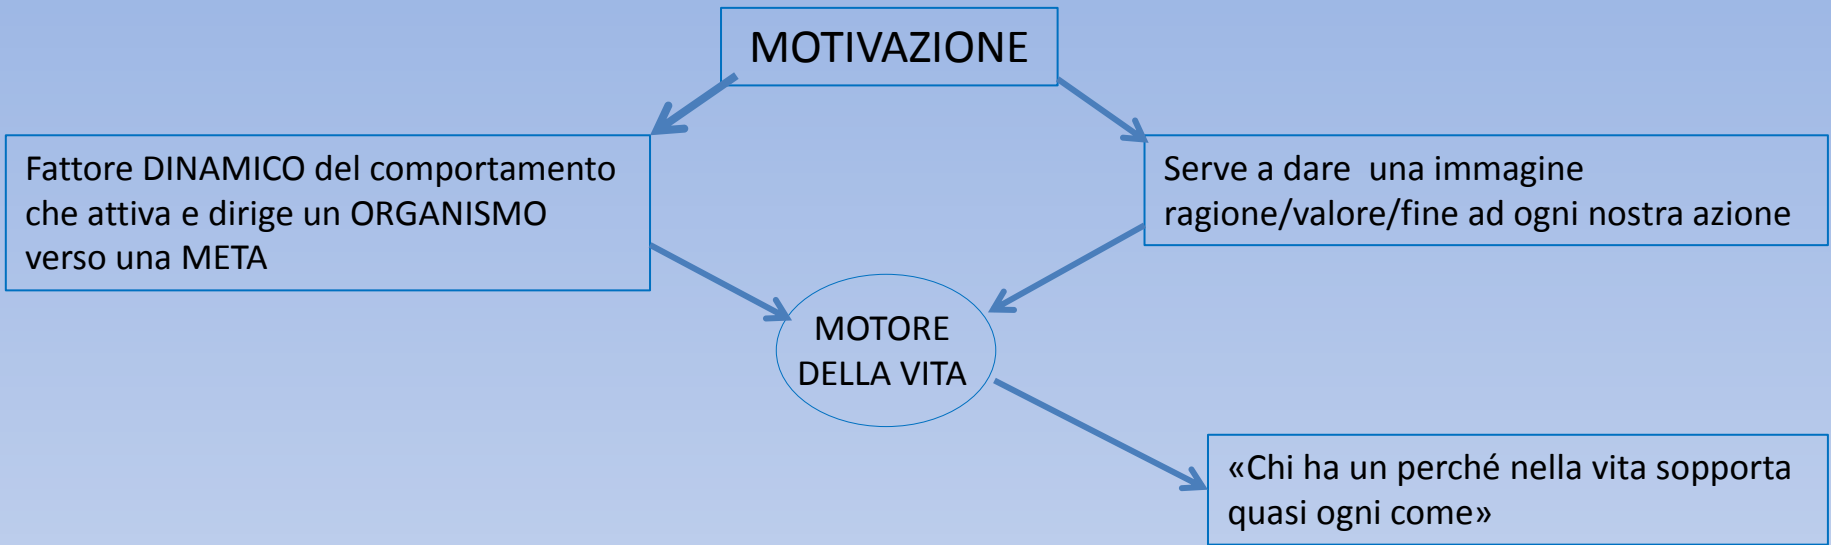 MOTIVAZIONE
Fattore DINAMICO del comportamento
che attiva e dirige un ORGANISMO
verso una META
Serve a dare  una immagine
ragione/valore/fine ad ogni nostra azione
MOTORE
DELLA VITA
«Chi ha un perché nella vita sopporta
quasi ogni come»